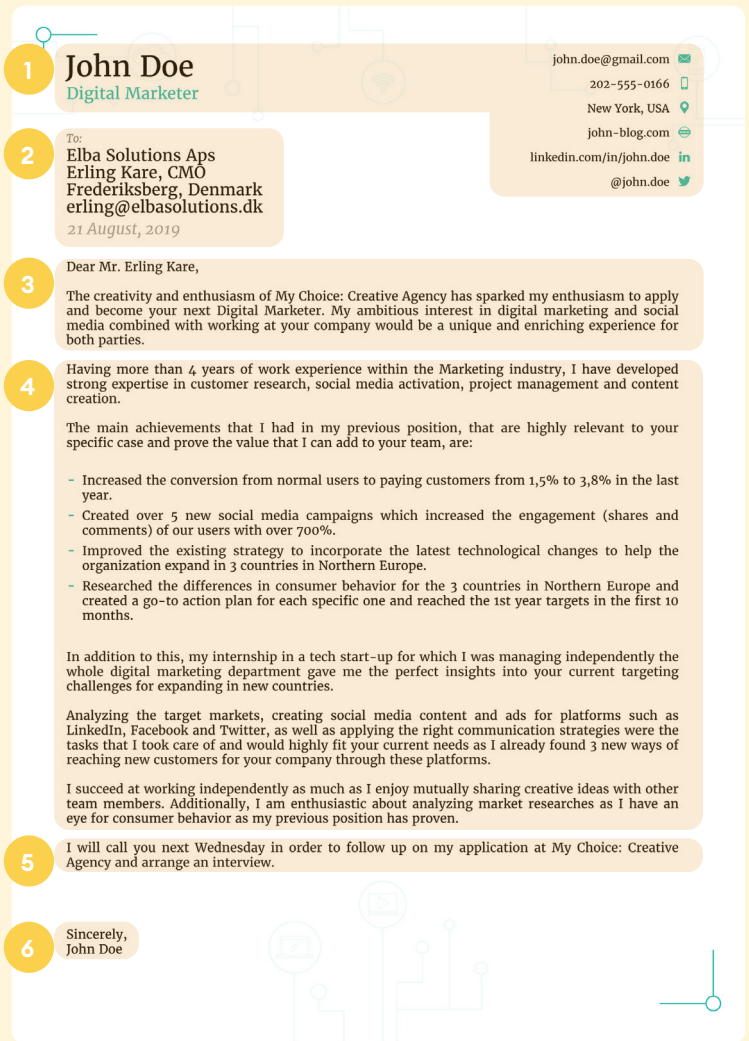 1
John Doe
Digital Marketer
john.doe@gmail.com
202-555-0166
New York, USA
john-blog.com
linkedin.com/in/john.doe
in
@john.doe
2
To:
Elba Solutions Aps
Erling Kare, CMO
Frederiksberg, Denmark
erling@elbasolutions.dk
21 August, 2019
3
Dear Mr. Erling Kare,
The creativity and enthusiasm of My Choice: Creative Agency has sparked my enthusiasm to apply
and become your next Digital Marketer. My ambitious interest in digital marketing and social
media combined with working at your company would be a unique and enriching experience for
both parties.
4
Having more than 4 years of work experience within the Marketing industry, I have developed
strong expertise in customer research, social media activation, project management and content
creation.
The main achievements that I had in my previous position, that are highly relevant to your
specific case and prove the value that I can add to your team, are:
- Increased the conversion from normal users to paying customers from 1,5% to 3,8% in the last
year.
- Created over 5 new social media campaigns which increased the engagement (shares and
comments) of our users with over 700%.
- Improved the existing strategy to incorporate the latest technological changes to help the
organization expand in 3 countries in Northern Europe.
- Researched the differences in consumer behavior for the 3 countries in Northern Europe and
created a go-to action plan for each specific one and reached the 1st year targets in the first 10
months.
In addition to this, my internship in a tech start-up for which I was managing independently the
whole digital marketing department gave me the perfect insights into your current targeting
challenges for expanding in new countries.
Analyzing the target markets, creating social media content and ads for platforms such as
LinkedIn, Facebook and Twitter, as well as applying the right communication strategies were the
tasks that I took care of and would highly fit your current needs as I already found 3 new ways of
reaching new customers for your company through these platforms.
I succeed at working independently as much as I enjoy mutually sharing creative ideas with other
team members. Additionally, I am enthusiastic about analyzing market researches as I have an
eye for consumer behavior as my previous position has proven.
5
I will call you next Wednesday in order to follow up on my application at My Choice: Creative
Agency and arrange an interview.
6
Sincerely,
John Doe